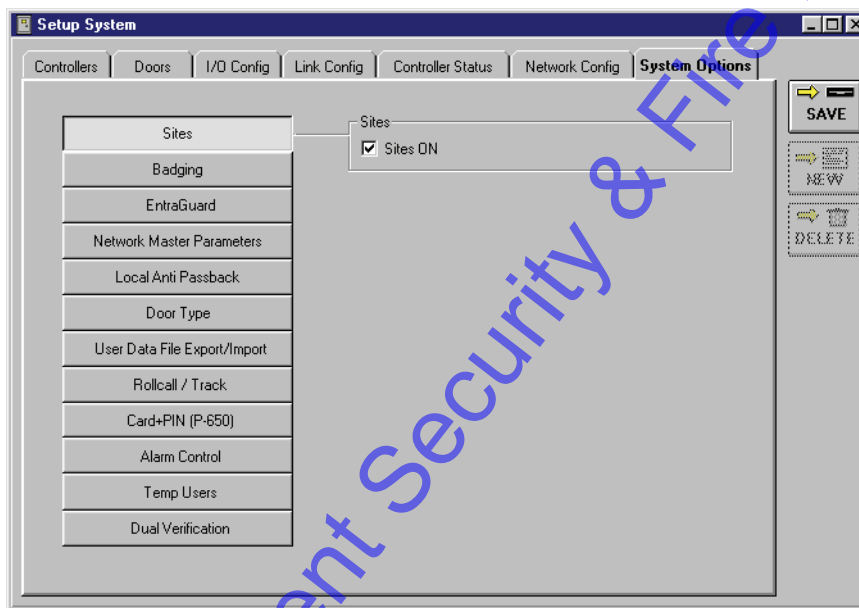 Setup System
Controllers Doors I/O Config Link Config Controller Status Network Config System Options
SAVE
NEW
DELETE
Sites
Badging
EntraGuard
Network Master Parameters
Local Anti Passback
Door Type
User Data File Export/Import
Rollcall / Track
Card+PIN (P-650)
Alarm Control
Temp Users
Dual Verification
Sites
Sites ON
ent Security & Fire